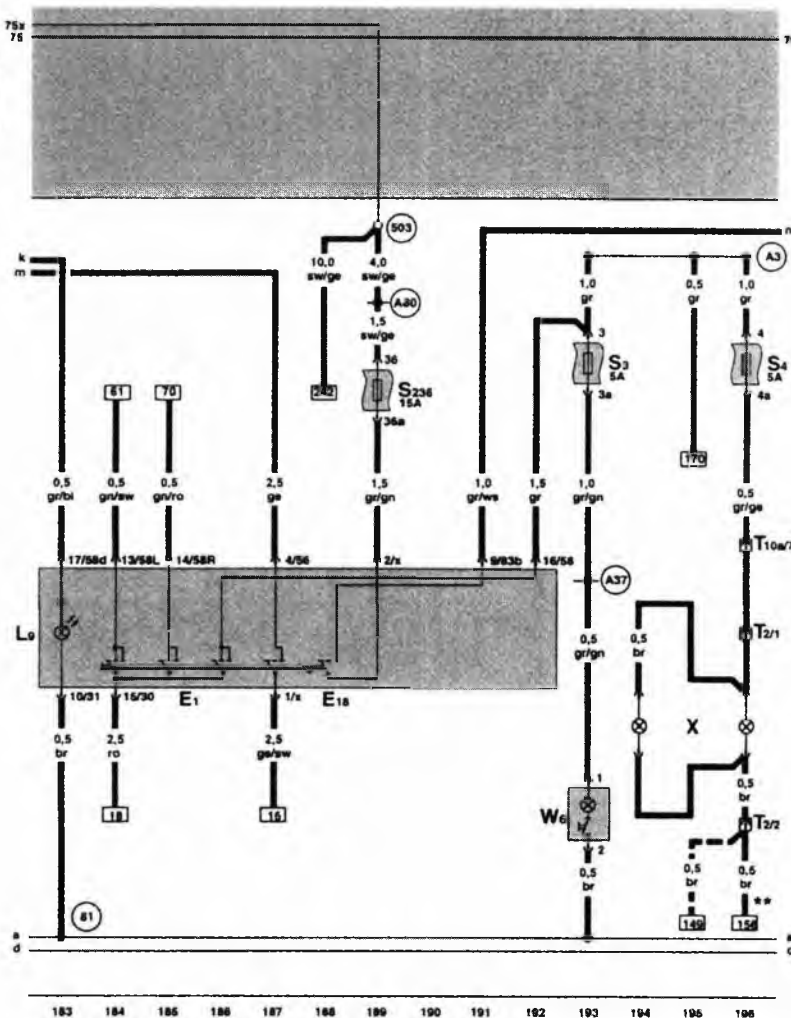 75x
75
503
k
m
n
A3
10,0
sw/ge
4,0
sw/ge
1,0
gr
0,5
gr
1,0
gr
A80
1,5
sw/ge
36
3
4
S236
15A
S3
5A
S4
5A
242
36a
3a
4a
61
70
170
0,5
gr/bl
0,5
gn/sw
0,5
gn/ro
2,5
ge
1,5
gr/gn
1,0
gr/ws
1,5
gr
1,0
gr/gn
0,5
gr/ge
T10a/7
17/58d
13/58L
14/58R
4/56
2/x
9/83b
16/58
A37
L9
T2/1
0,5
br
0,5
gr/gn
10/31
15/30
E1
1/x
E18
X
0,5
br
2,5
ro
2,5
ge/sw
0,5
br
1
W6
T2/2
18
16
2
0,5
br
0,5
br
0,5
br
**
81
149
156
a
d
a
183 184 185 186 187 188 189 190 191 192 193 194 195 196